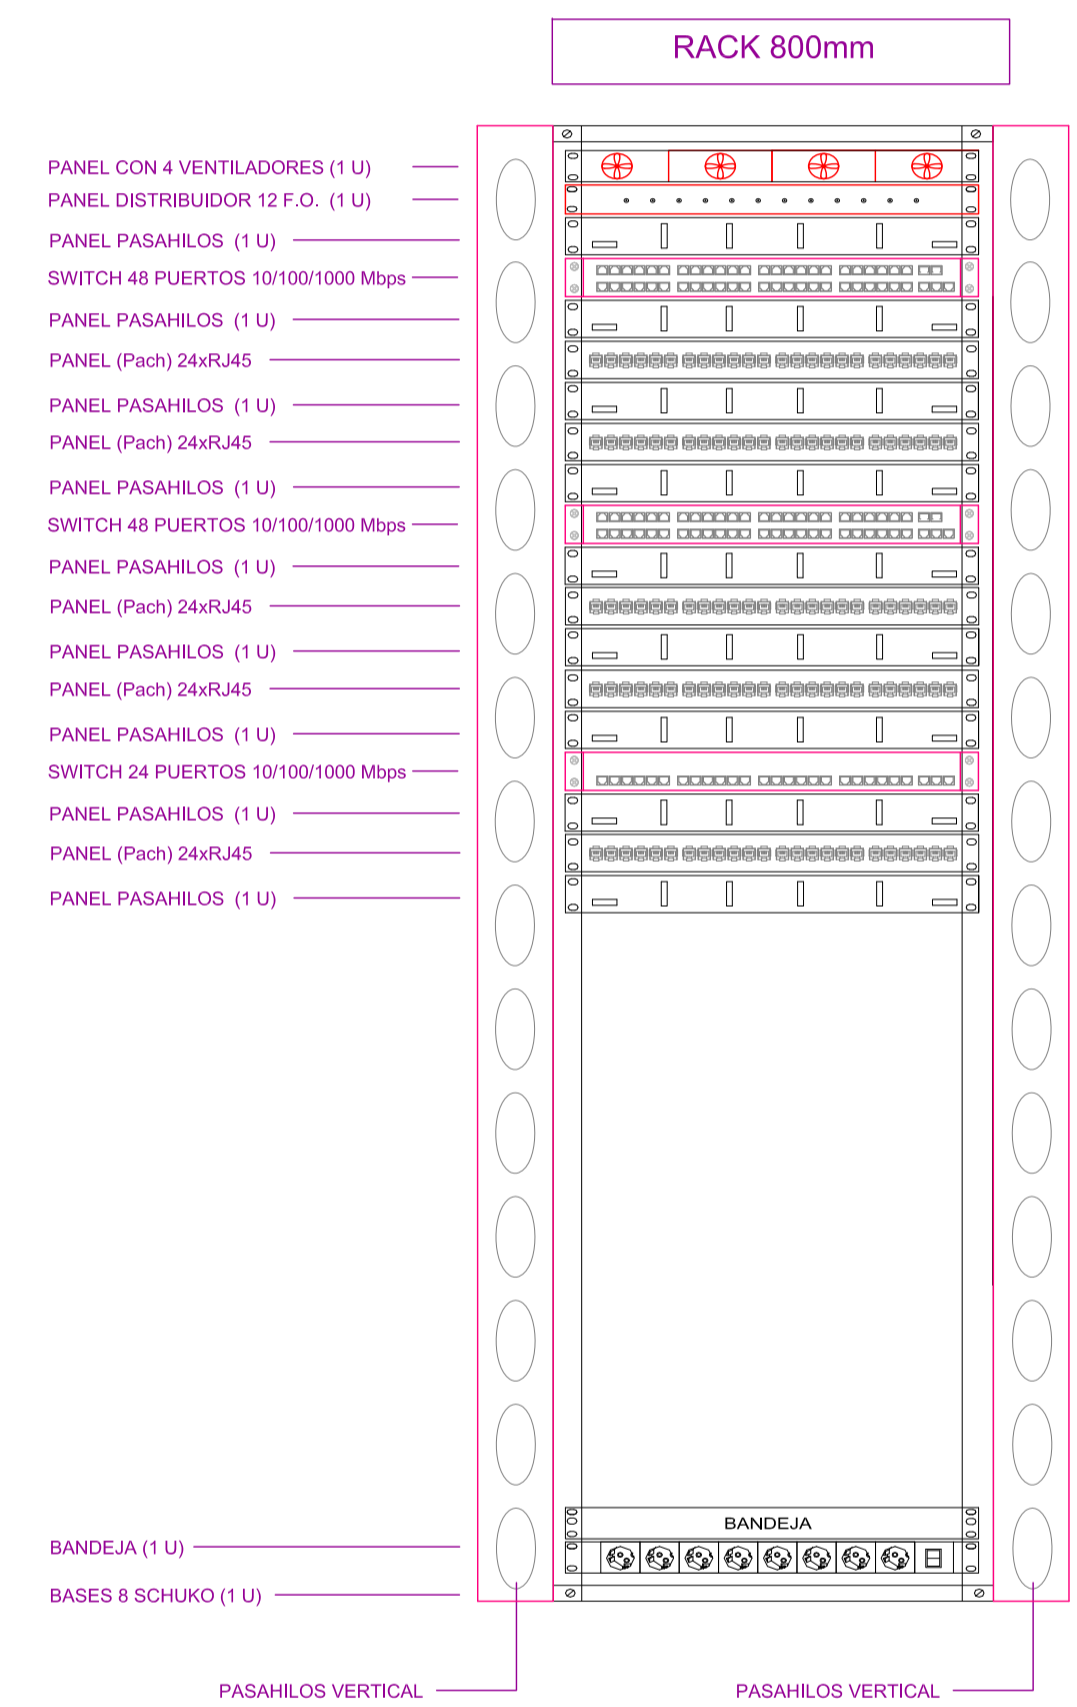 RACK 800mm
PANEL CON 4 VENTILADORES (1 U)
PANEL DISTRIBUIDOR 12 F.O. (1 U)
PANEL PASAHILOS (1 U)
SWITCH 48 PUERTOS 10/100/1000 Mbps
PANEL PASAHILOS (1 U)
PANEL (Pach) 24xRJ45
PANEL PASAHILOS (1 U)
PANEL (Pach) 24xRJ45
PANEL PASAHILOS (1 U)
SWITCH 48 PUERTOS 10/100/1000 Mbps
PANEL PASAHILOS (1 U)
PANEL (Pach) 24xRJ45
PANEL PASAHILOS (1 U)
PANEL (Pach) 24xRJ45
PANEL PASAHILOS (1 U)
SWITCH 24 PUERTOS 10/100/1000 Mbps
PANEL PASAHILOS (1 U)
PANEL (Pach) 24xRJ45
PANEL PASAHILOS (1 U)
BANDEJA
BANDEJA (1 U)
BASES 8 SCHUKO (1 U)
PASAHILOS VERTICAL
PASAHILOS VERTICAL